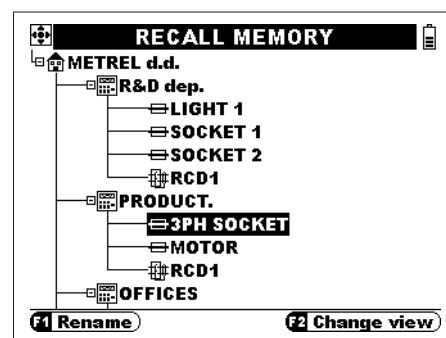 RECALL MEMORY
METREL d.d.
R&D dep.
LIGHT 1
SOCKET 1
SOCKET 2
RCD1
PRODUCT.
3PH SOCKET
MOTOR
RCD1
OFFICES
F1 Rename F2 Change view